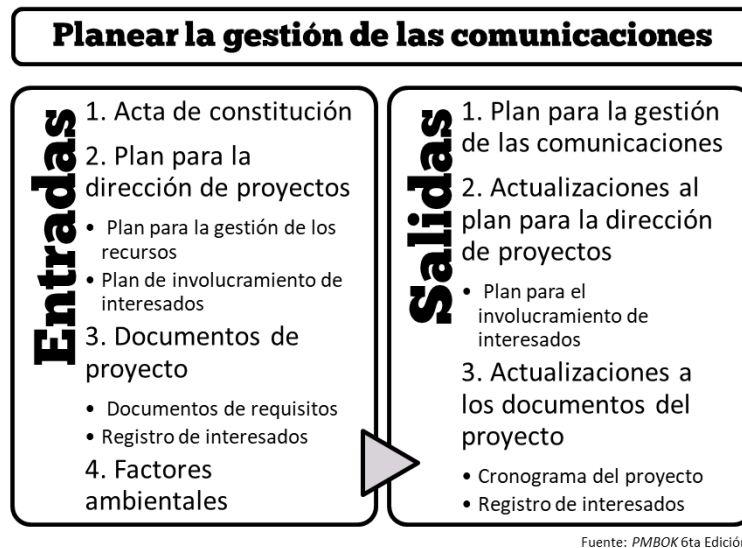 Planear la gestión de las comunicaciones
Entradas
1. Acta de constitución
2. Plan para la
dirección de proyectos
• Plan para la gestión de los
recursos
• Plan de involucramiento de
interesados
3. Documentos de
proyecto
• Documentos de requisitos
• Registro de interesados
4. Factores
ambientales
Salidas
1. Plan para la gestión
de las comunicaciones
2. Actualizaciones al
plan para la dirección
de proyectos
• Plan para el
involucramiento de
interesados
3. Actualizaciones a
los documentos del
proyecto
• Cronograma del proyecto
• Registro de interesados
Fuente: PMBOK 6ta Edición